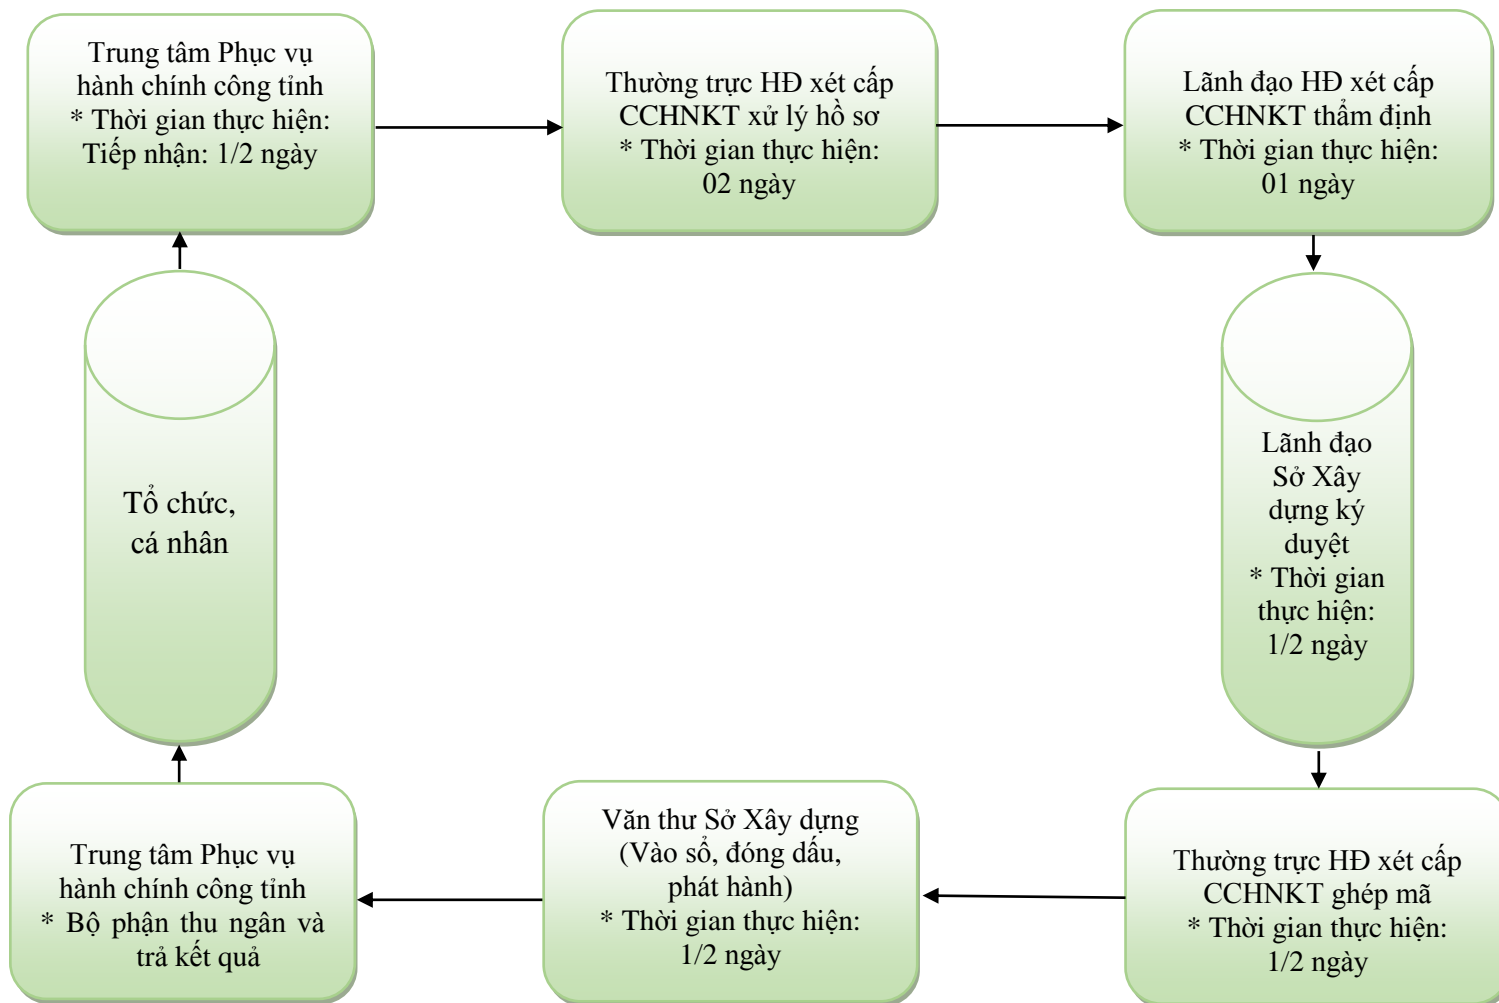 Trung tâm Phục vụ
hành chính công tỉnh
* Thời gian thực hiện:
Tiếp nhận: 1/2 ngày
Thường trực HĐ xét cấp
CCHNKT xử lý hồ sơ
* Thời gian thực hiện:
02 ngày
Lãnh đạo HĐ xét cấp
CCHNKT thẩm định
* Thời gian thực hiện:
01 ngày
Lãnh đạo
Sở Xây
dựng ký
duyệt
* Thời gian
thực hiện:
1/2 ngày
Thường trực HĐ xét cấp
CCHNKT ghép mã
* Thời gian thực hiện:
1/2 ngày
Văn thư Sở Xây dựng
(Vào sổ, đóng dấu,
phát hành)
* Thời gian thực hiện:
1/2 ngày
Trung tâm Phục vụ
hành chính công tỉnh
* Bộ phận thu ngân và
trả kết quả
Tổ chức,
cá nhân